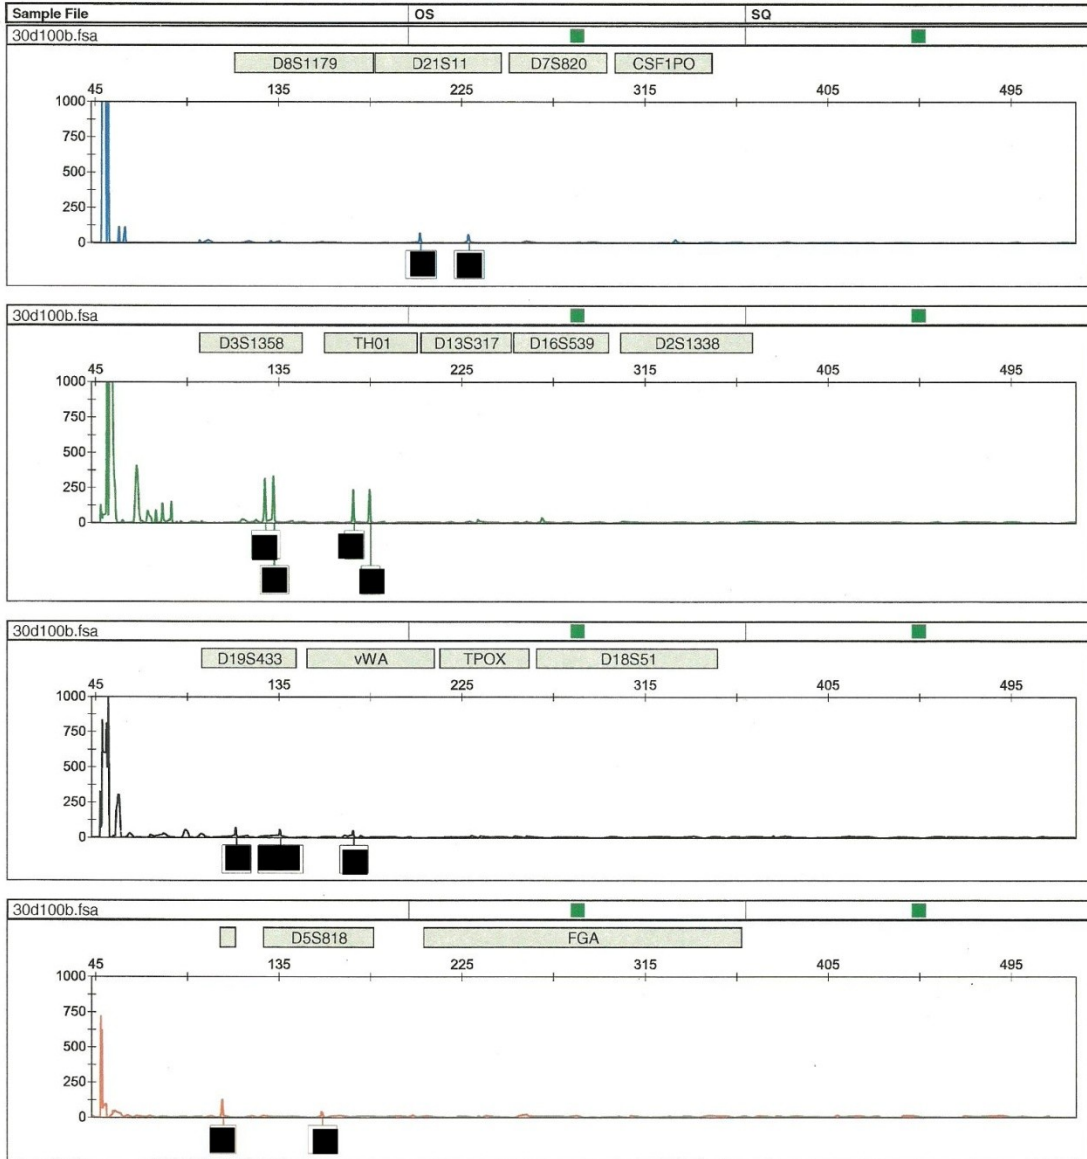 Sample File OS SQ
30d100b.fsa
D8S1179 D21S11 D7S820 CSF1PO
45 135 225 315 405 495
1000
750
500
250
0
30d100b.fsa
D3S1358 TH01 D13S317 D16S539 D2S1338
45 135 225 315 405 495
1000
750
500
250
0
30d100b.fsa
D19S433 vWA TPOX D18S51
45 135 225 315 405 495
1000
750
500
250
0
30d100b.fsa
D5S818 FGA
45 135 225 315 405 495
1000
750
500
250
0